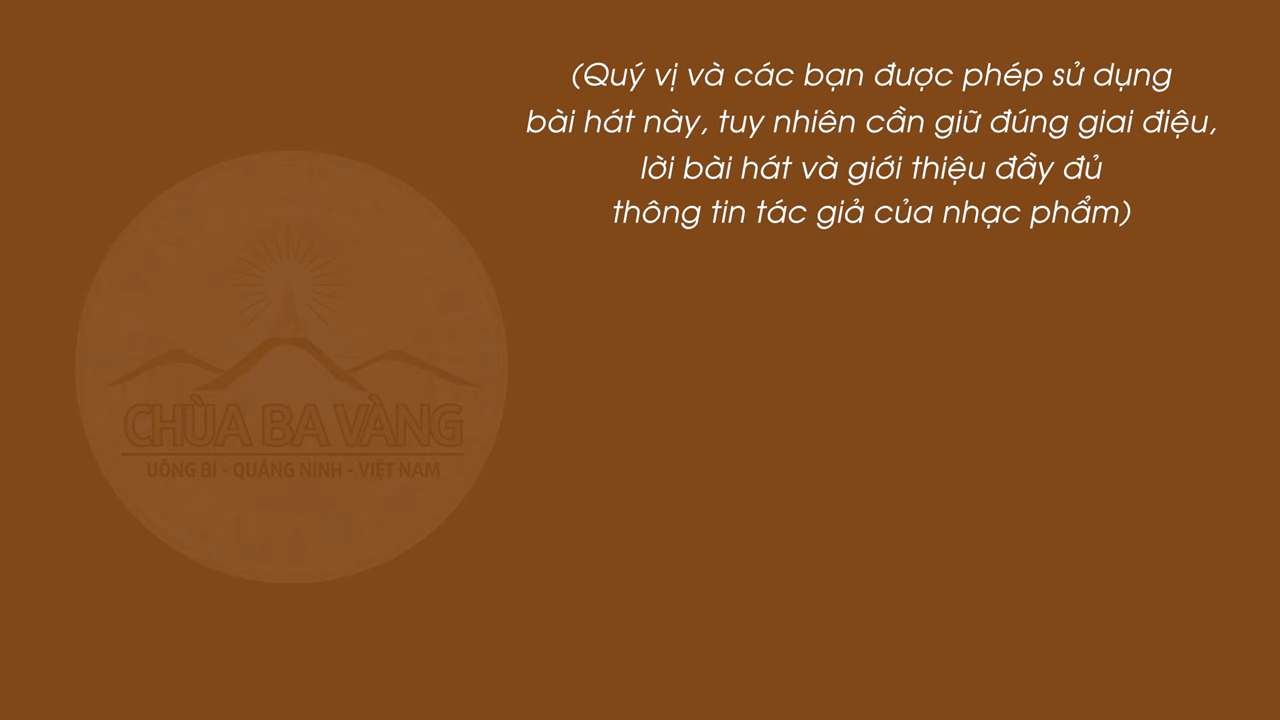 (Quý vị và các bạn được phép sử dụng
bài hát này, tuy nhiên cần giữ đúng giai điệu,
lời bài hát và giới thiệu đầy đủ
thông tin tác giả của nhạc phẩm)
CHÙA BA VÀNG
UÔNG BÍ - QUẢNG NINH - VIỆT NAM